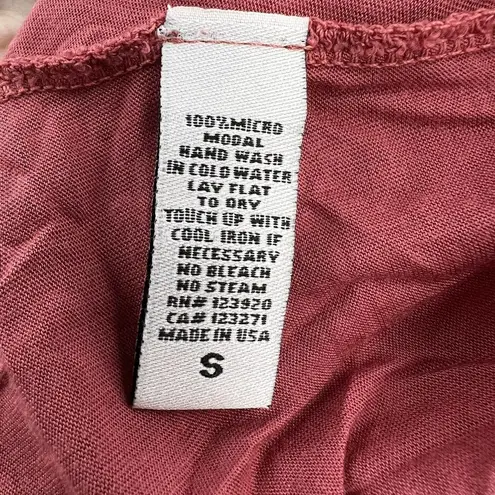 100% MICRO
MODAL
HAND WASH
IN COLD WATER
LAY FLAT
TO DRY
TOUCH UP WITH
COOL IRON IF
NECESSARY
NO BLEACH
NO STEAM
RN# 123920
CA# 123271
MADE IN USA
S